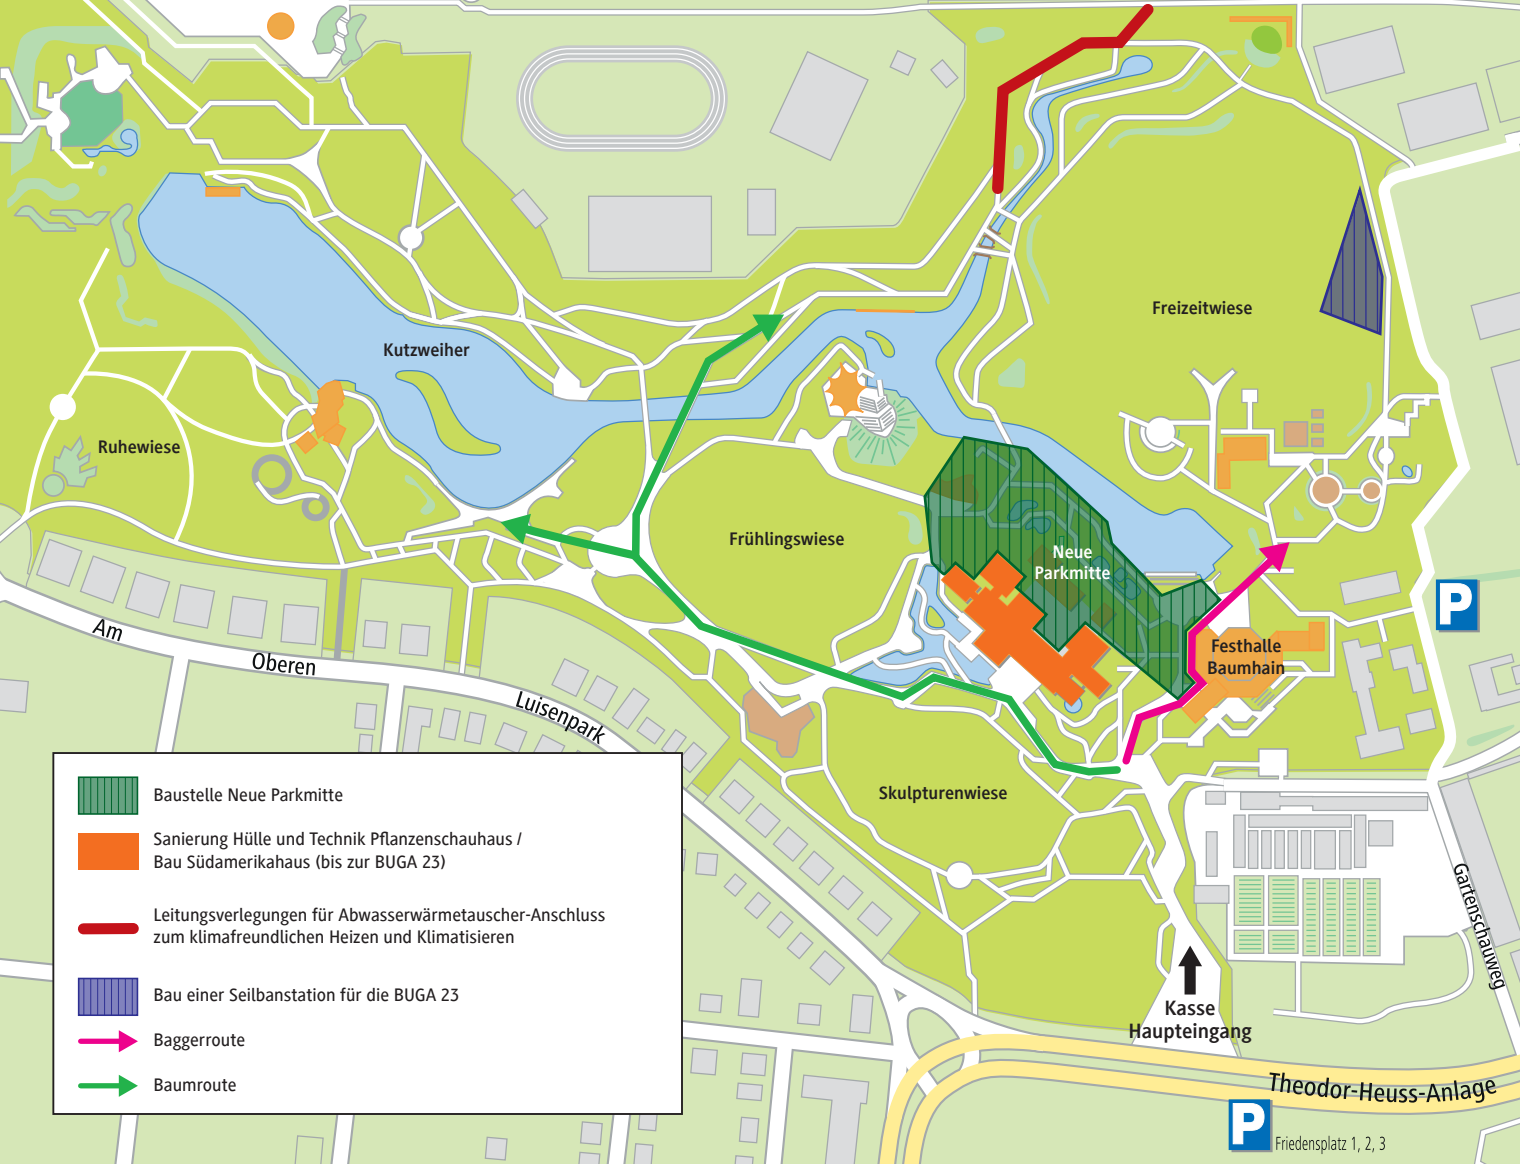 Kutzweiher
Freizeitwiese
Ruhewiese
Frühlingswiese
Neue
Parkmitte
P
Festhalle
Baumhain
Am
Oberen
Luisenpark
Skulpturenwiese
Baustelle Neue Parkmitte
Sanierung Hülle und Technik Pflanzenschauhaus /
Bau Südamerikahaus (bis zur BUGA 23)
Leitungsverlegungen für Abwasserwärmetauscher-Anschluss
zum klimafreundlichen Heizen und Klimatisieren
Bau einer Seilbanstation für die BUGA 23
Baggerroute
Baumroute
Gartenschauweg
Kasse
Haupteingang
Theodor-Heuss-Anlage
P
Friedensplatz 1, 2, 3